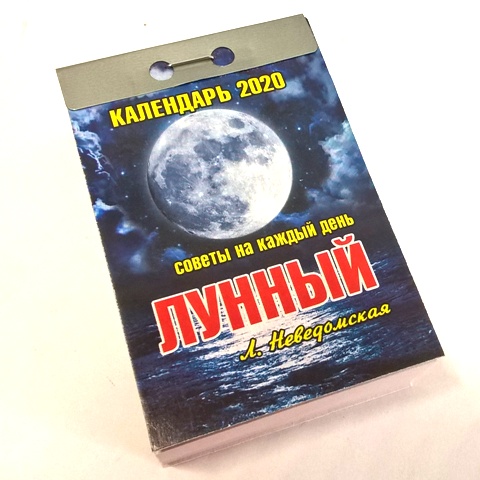 КАЛЕНДАРЬ 2020
советы на каждый день
ЛУННЫЙ
Л. Неведомская